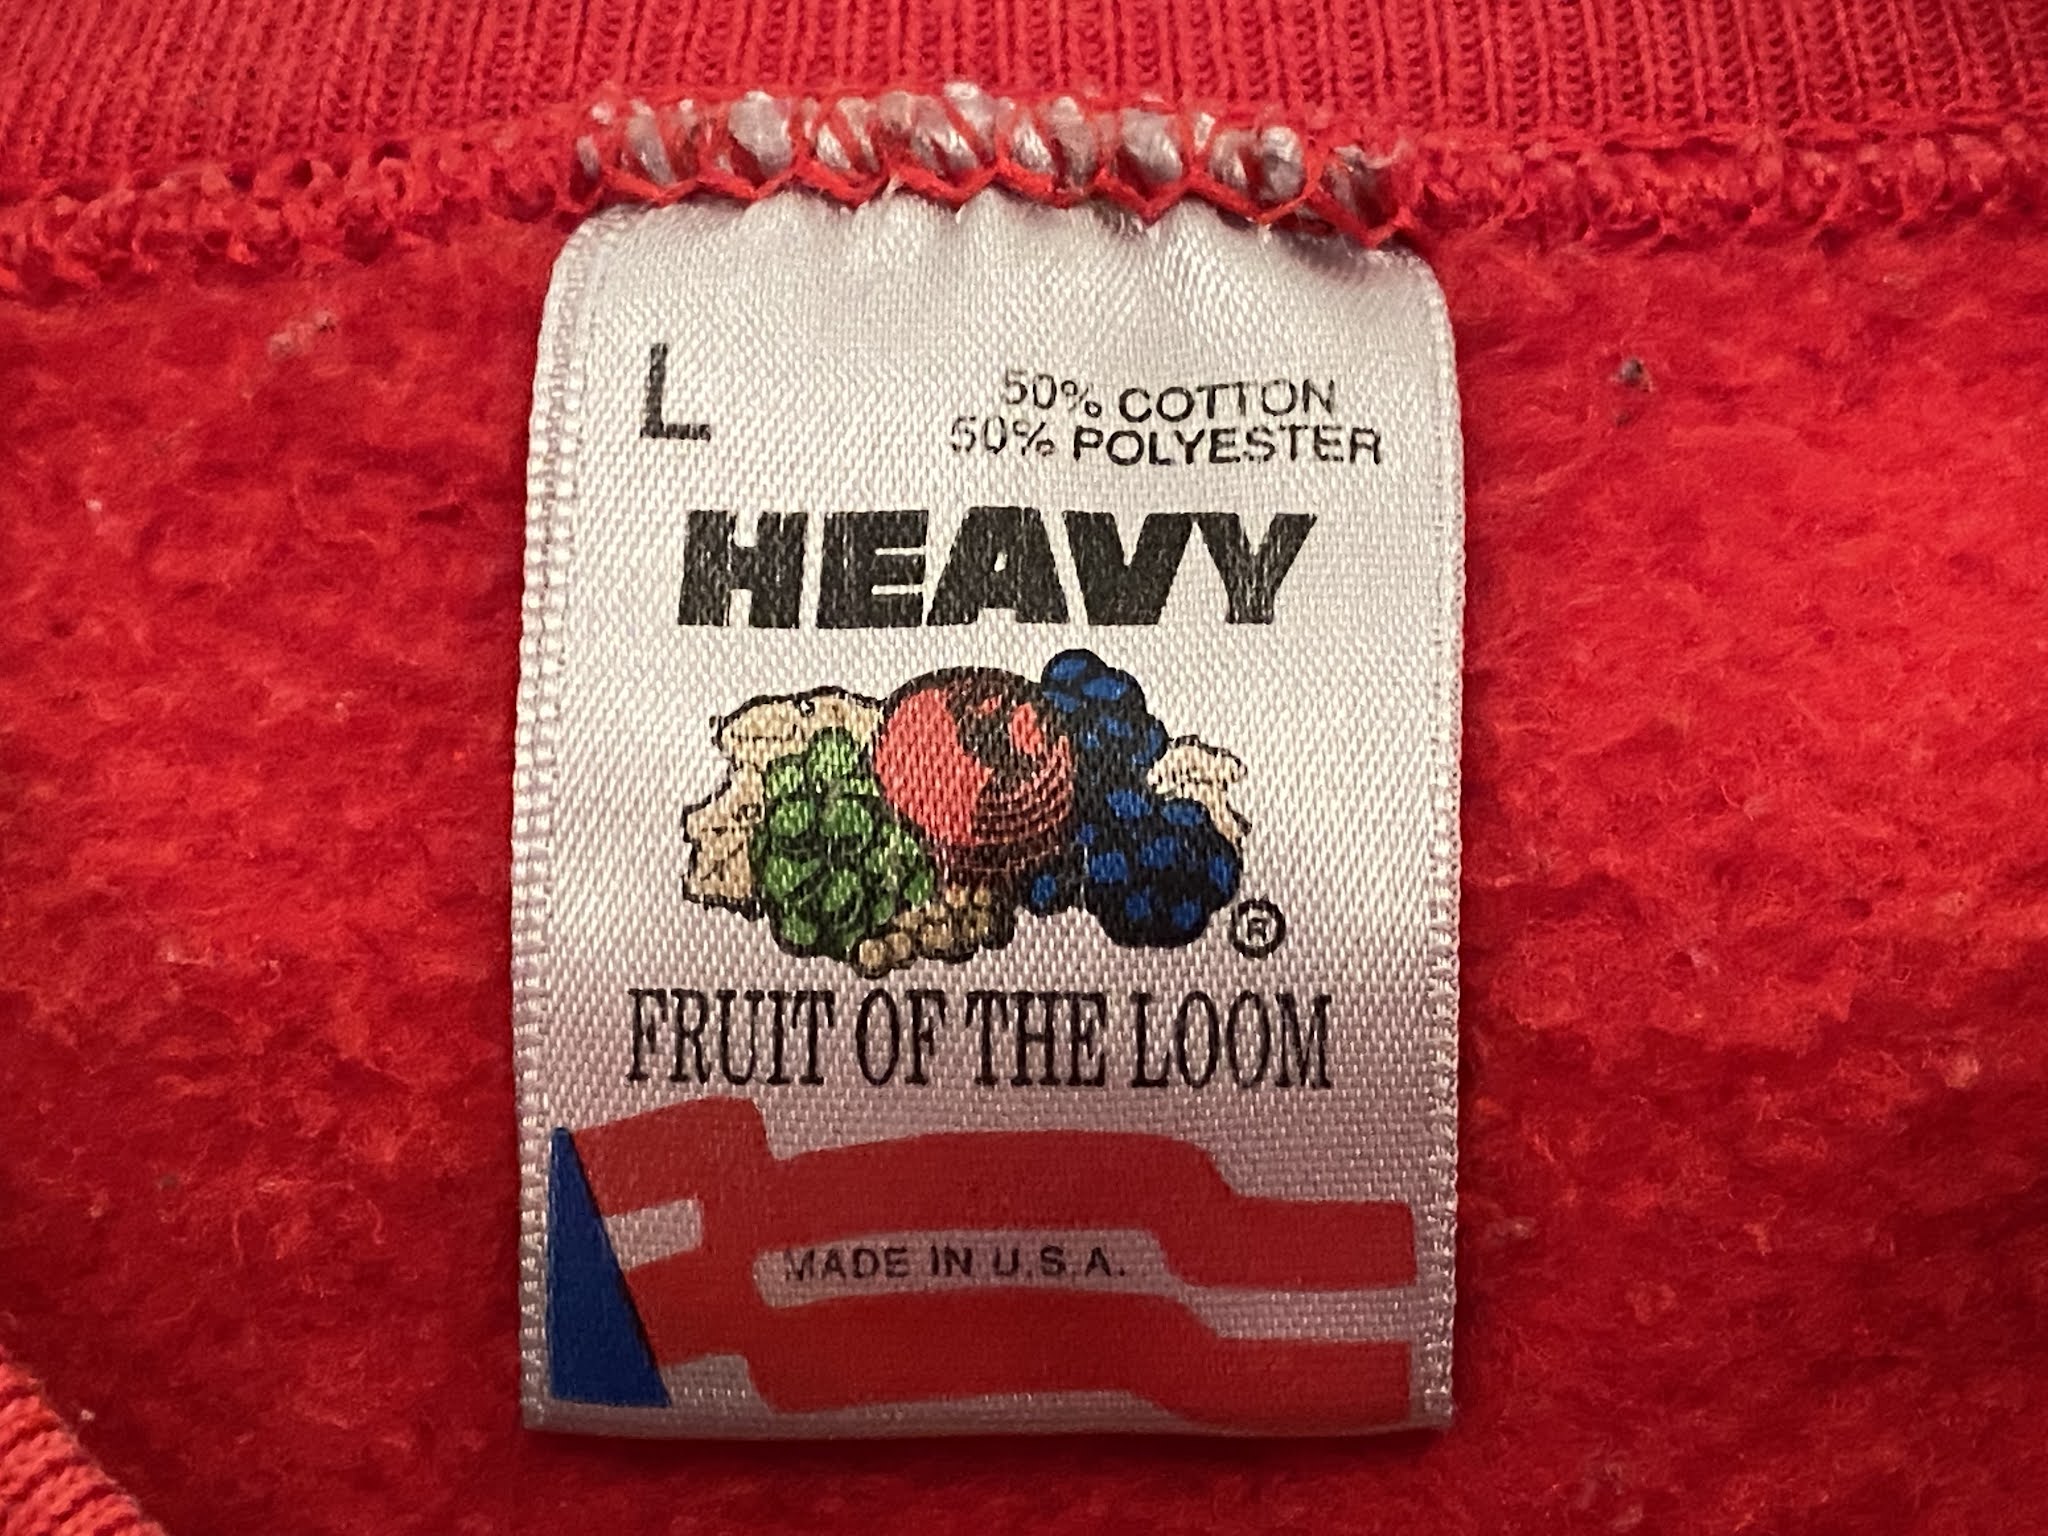 L
50% COTTON
50% POLYESTER
HEAVY
®
FRUIT OF THE LOOM
MADE IN U.S.A.